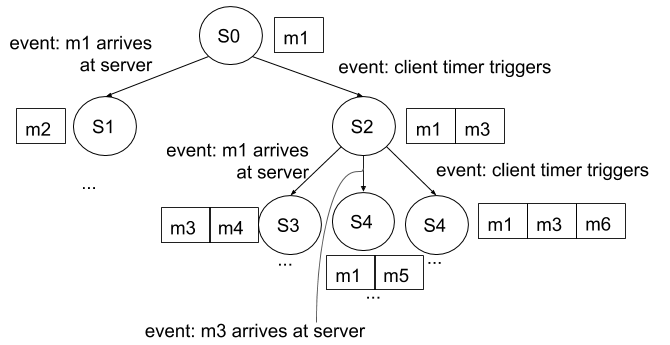 S0
m1
event: m1 arrives
at server
event: client timer triggers
m2
S1
S2
m1 m3
event: m1 arrives
at server
event: client timer triggers
...
m3 m4
S3
S4
S4
m1 m3 m6
...
...
m1 m5
...
event: m3 arrives at server